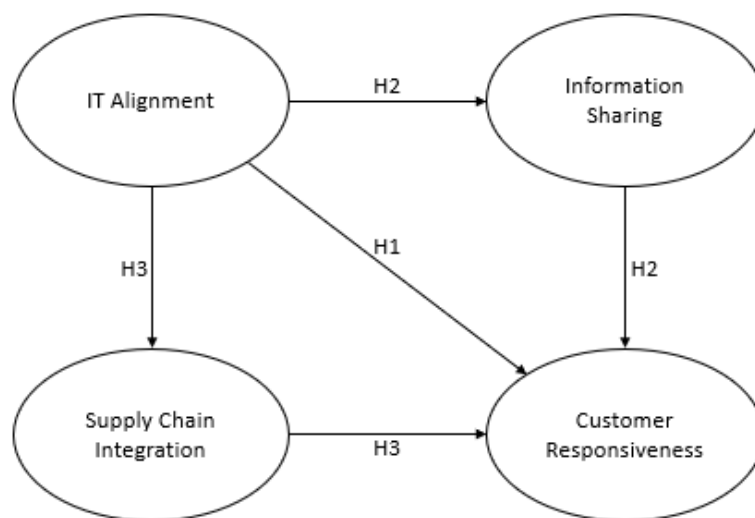 IT Alignment
H2
Information
Sharing
H3
H1
H2
Supply Chain
Integration
H3
Customer
Responsiveness